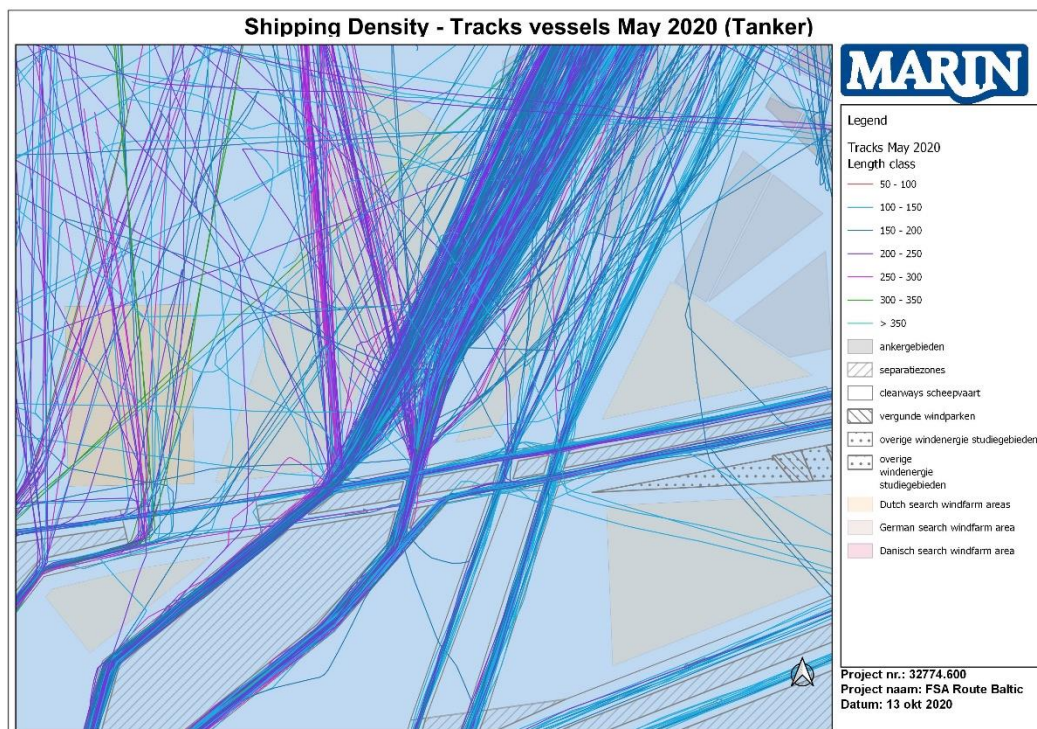 Shipping Density - Tracks vessels May 2020 (Tanker)
MARIN
Legend
Tracks May 2020
Length class
50 - 100
100 - 150
150 - 200
200 - 250
250 - 300
300 - 350
> 350
ankergebieden
separatiezones
clearways scheepvaart
vergunde windparken
overige windenergie studiegebieden
overige
windenergie
studiegebieden
Dutch search windfarm areas
German search windfarm area
Danisch search windfarm area
Project nr.: 32774.600
Project naam: FSA Route Baltic
Datum: 13 okt 2020